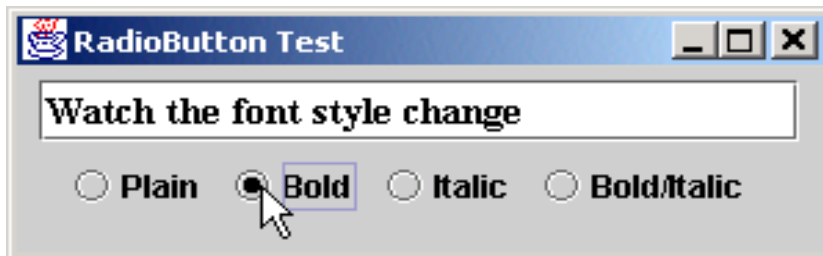 RadioButton Test
Watch the font style change
Plain Bold Italic Bold/Italic